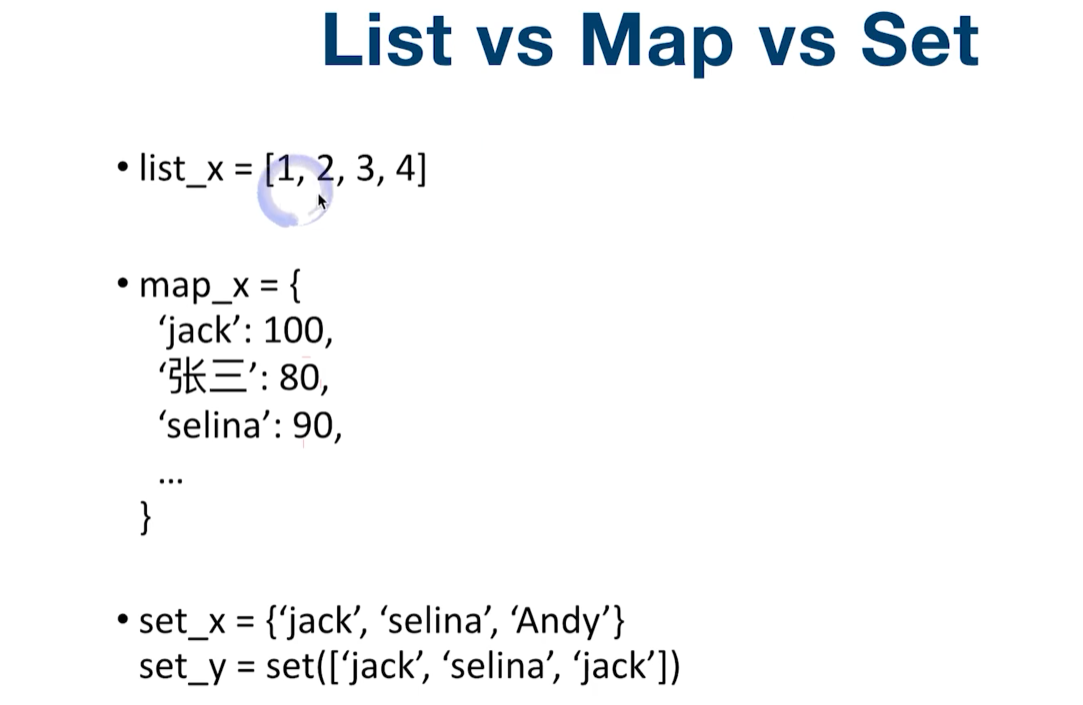 List vs Map vs Set
• list_x = [1, 2, 3, 4]
• map_x = {
‘jack’: 100,
‘张三’: 80,
‘selina’: 90,
...
}
• set_x = {‘jack’, ‘selina’, ‘Andy’}
set_y = set([‘jack’, ‘selina’, ‘jack’])